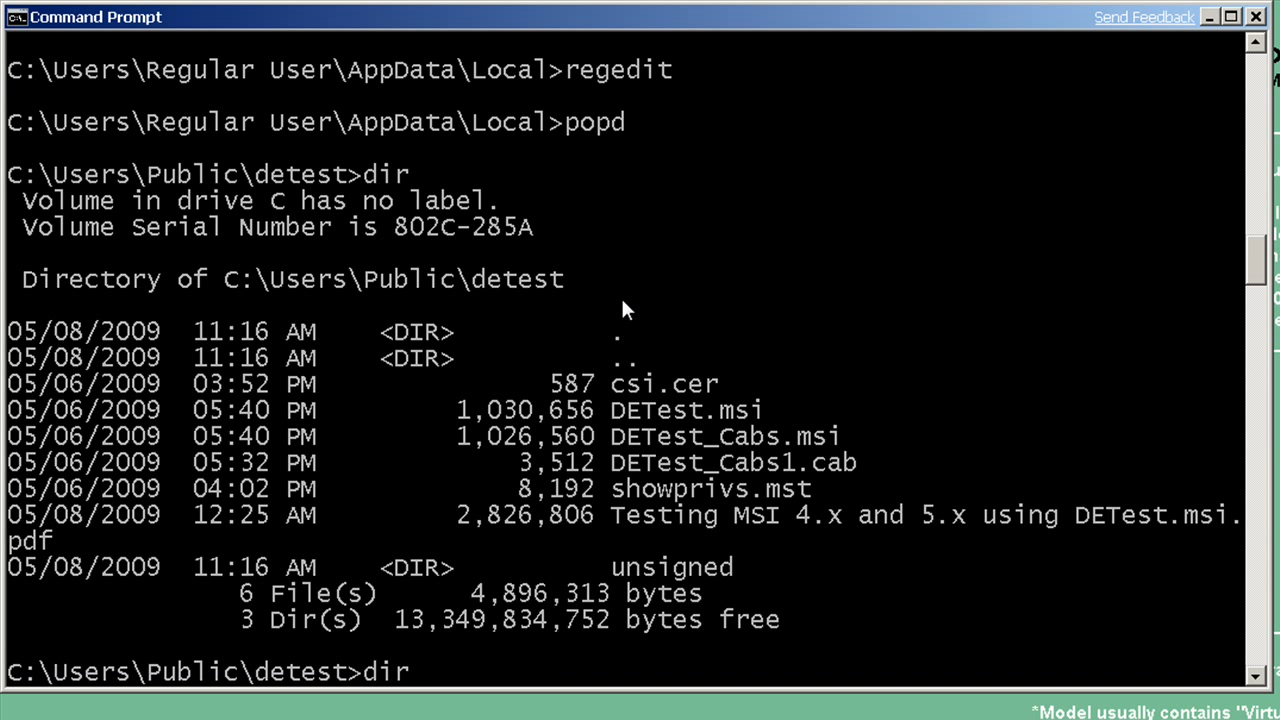 Command Prompt
Send Feedback
C:\Users\Regular User\AppData\Local>regedit
C:\Users\Regular User\AppData\Local>popd
C:\Users\Public\detest>dir
Volume in drive C has no label.
Volume Serial Number is 802C-285A
Directory of C:\Users\Public\detest
05/08/2009 11:16 AM <DIR> .
05/08/2009 11:16 AM <DIR> ..
05/06/2009 03:52 PM 587 csi.cer
05/06/2009 05:40 PM 1,030,656 DETest.msi
05/06/2009 05:40 PM 1,026,560 DETest_Cabs.msi
05/06/2009 05:32 PM 3,512 DETest_Cabs1.cab
05/06/2009 04:02 PM 8,192 showprivs.mst
05/08/2009 12:25 AM 2,826,806 Testing MSI 4.x and 5.x using DETest.msi.
pdf
05/08/2009 11:16 AM <DIR> unsigned
6 File(s) 4,896,313 bytes
3 Dir(s) 13,349,834,752 bytes free
C:\Users\Public\detest>dir
*Model usually contains "Virtu